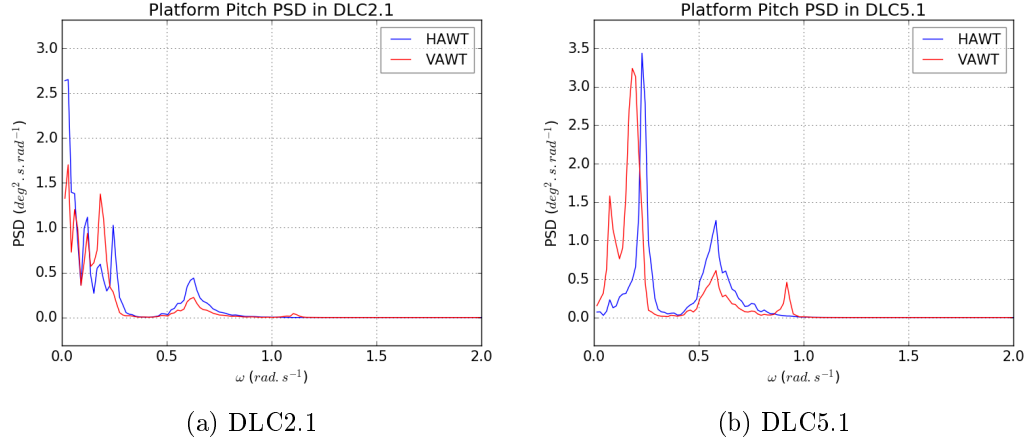 Platform Pitch PSD in DLC2.1
HAWT
VAWT
3.0
2.5
2.0
1.5
1.0
0.5
0.0
PSD (deg².s.rad⁻¹)
0.0 0.5 1.0 1.5 2.0
ω (rad.s⁻¹)
(a) DLC2.1
Platform Pitch PSD in DLC5.1
HAWT
VAWT
3.5
3.0
2.5
2.0
1.5
1.0
0.5
0.0
PSD (deg².s.rad⁻¹)
0.0 0.5 1.0 1.5 2.0
ω (rad.s⁻¹)
(b) DLC5.1